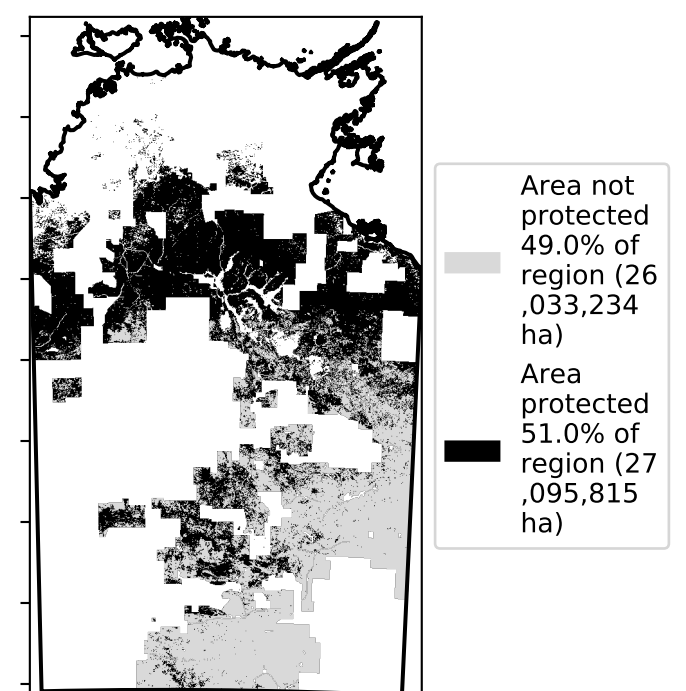 Area not
protected
49.0% of
region (26
,033,234
ha)
Area
protected
51.0% of
region (27
,095,815
ha)